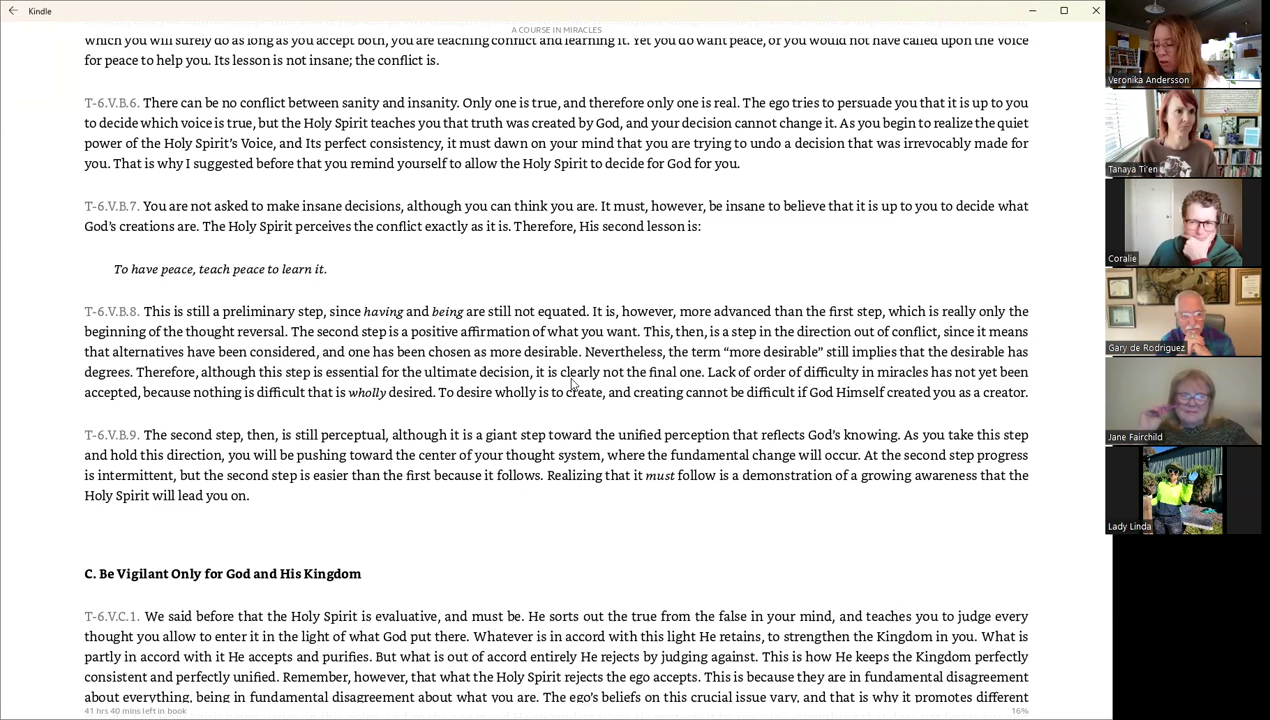 Kindle
A COURSE IN MIRACLES
which you will surely do as long as you accept both, you are teaching conflict and learning it. Yet you do want peace, or you would not have called upon the voice
for peace to help you. Its lesson is not insane; the conflict is.
T-6.V.B.6. There can be no conflict between sanity and insanity. Only one is true, and therefore only one is real. The ego tries to persuade you that it is up to you
to decide which voice is true, but the Holy Spirit teaches you that truth was created by God, and your decision cannot change it. As you begin to realize the quiet
power of the Holy Spirit's Voice, and Its perfect consistency, it must dawn on your mind that you are trying to undo a decision that was irrevocably made for
you. That is why I suggested before that you remind yourself to allow the Holy Spirit to decide for God for you.
T-6.V.B.7. You are not asked to make insane decisions, although you can think you are. It must, however, be insane to believe that it is up to you to decide what
God's creations are. The Holy Spirit perceives the conflict exactly as it is. Therefore, His second lesson is:
To have peace, teach peace to learn it.
T-6.V.B.8. This is still a preliminary step, since having and being are still not equated. It is, however, more advanced than the first step, which is really only the
beginning of the thought reversal. The second step is a positive affirmation of what you want. This, then, is a step in the direction out of conflict, since it means
that alternatives have been considered, and one has been chosen as more desirable. Nevertheless, the term “more desirable” still implies that the desirable has
degrees. Therefore, although this step is essential for the ultimate decision, it is clearly not the final one. Lack of order of difficulty in miracles has not yet been
accepted, because nothing is difficult that is wholly desired. To desire wholly is to create, and creating cannot be difficult if God Himself created you as a creator.
T-6.V.B.9. The second step, then, is still perceptual, although it is a giant step toward the unified perception that reflects God's knowing. As you take this step
and hold this direction, you will be pushing toward the center of your thought system, where the fundamental change will occur. At the second step progress
is intermittent, but the second step is easier than the first because it follows. Realizing that it must follow is a demonstration of a growing awareness that the
Holy Spirit will lead you on.
C. Be Vigilant Only for God and His Kingdom
T-6.V.C.1. We said before that the Holy Spirit is evaluative, and must be. He sorts out the true from the false in your mind, and teaches you to judge every
thought you allow to enter it in the light of what God put there. Whatever is in accord with this light He retains, to strengthen the Kingdom in you. What is
partly in accord with it He accepts and purifies. But what is out of accord entirely He rejects by judging against. This is how He keeps the Kingdom perfectly
consistent and perfectly unified. Remember, however, that what the Holy Spirit rejects the ego accepts. This is because they are in fundamental disagreement
about everything, being in fundamental disagreement about what you are. The ego's beliefs on this crucial issue vary, and that is why it promotes different
41 hrs 40 mins left in book
16%
Veronika Andersson
Tanaya Ti'en
Coralie
Gary de Rodriguez
Jane Fairchild
Lady Linda